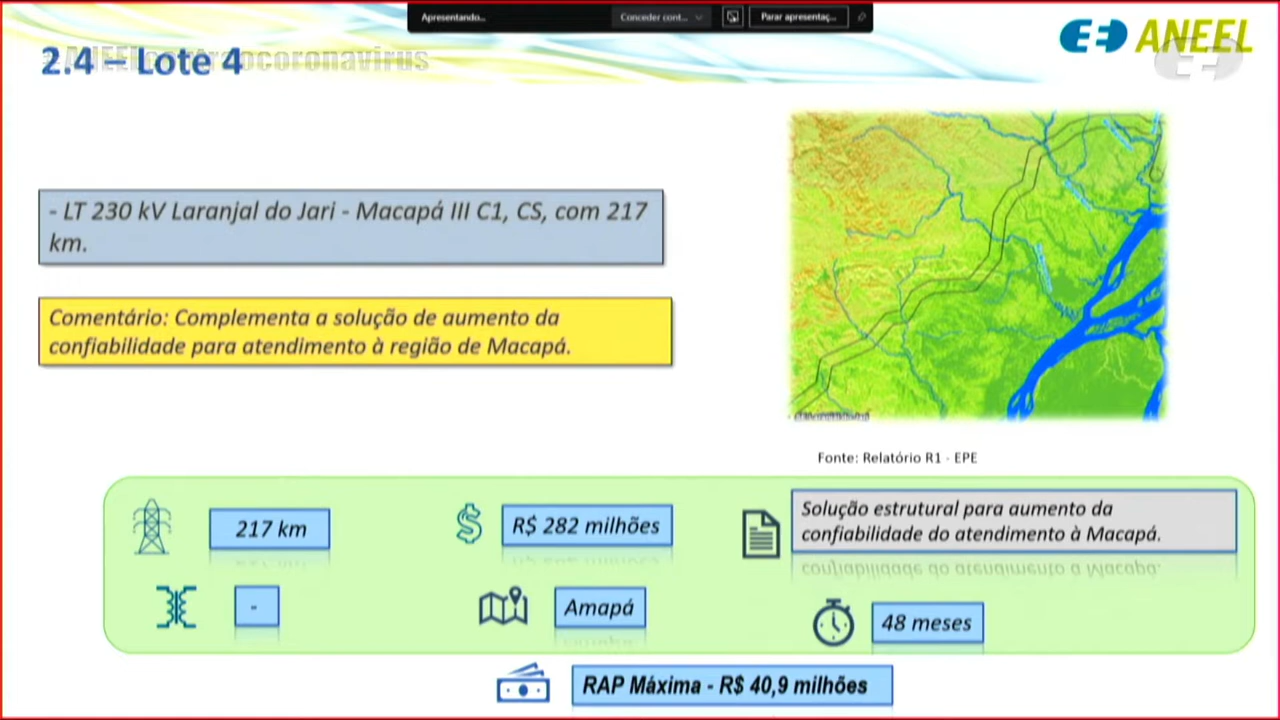 Apresentando...
Conceder cont...
Parar apresentaç...
ANEEL
ANEELcontraocoronavirus
2.4 – Lote 4
- LT 230 kV Laranjal do Jari - Macapá III C1, CS, com 217
km.
Comentário: Complementa a solução de aumento da
confiabilidade para atendimento à região de Macapá.
Fonte: Relatório R1 - EPE
217 km
R$ 282 milhões
Solução estrutural para aumento da
confiabilidade do atendimento à Macapá.
-
Amapá
48 meses
RAP Máxima - R$ 40,9 milhões